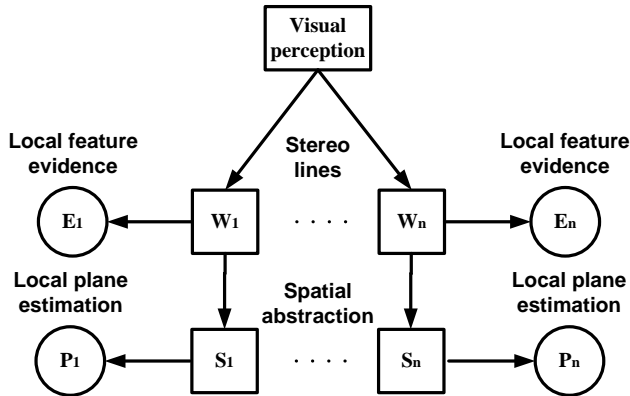 Visual
perception
Local feature
evidence
Stereo
lines
Local feature
evidence
E1
W1
. . . .
Wn
En
Local plane
estimation
Spatial
abstraction
Local plane
estimation
P1
S1
. . . .
Sn
Pn